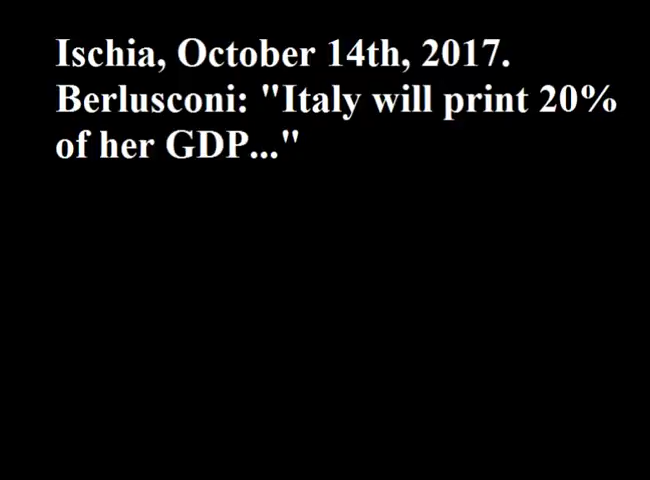 Ischia, October 14th, 2017.
Berlusconi: "Italy will print 20%
of her GDP..."